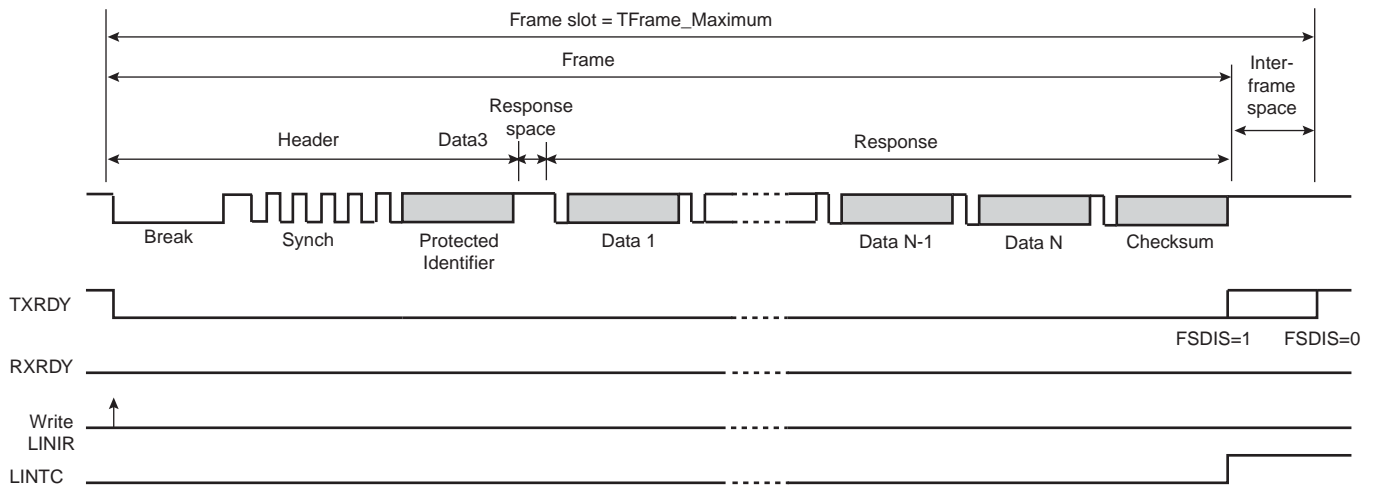 Frame slot = TFrame_Maximum
Frame
Inter-
frame
space
Response
space
Header
Data3
Response
Break
Synch
Protected
Identifier
Data 1
Data N-1
Data N
Checksum
TXRDY
FSDIS=1
FSDIS=0
RXRDY
Write
LINIR
LINTC